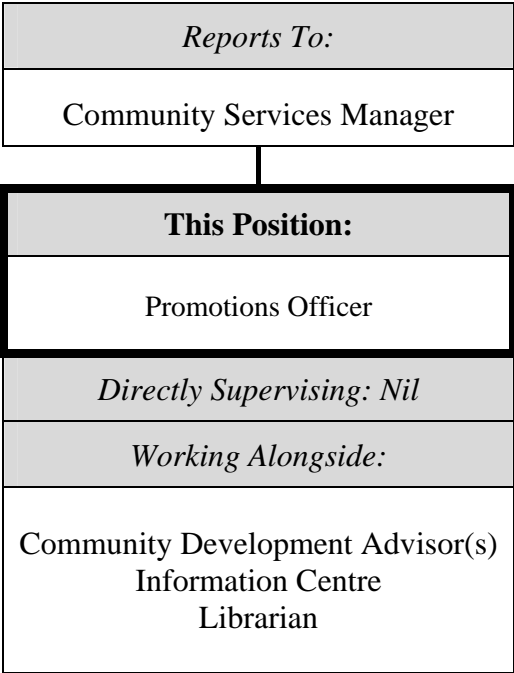 Reports To:
Community Services Manager
This Position:
Promotions Officer
Directly Supervising: Nil
Working Alongside:
Community Development Advisor(s)
Information Centre
Librarian